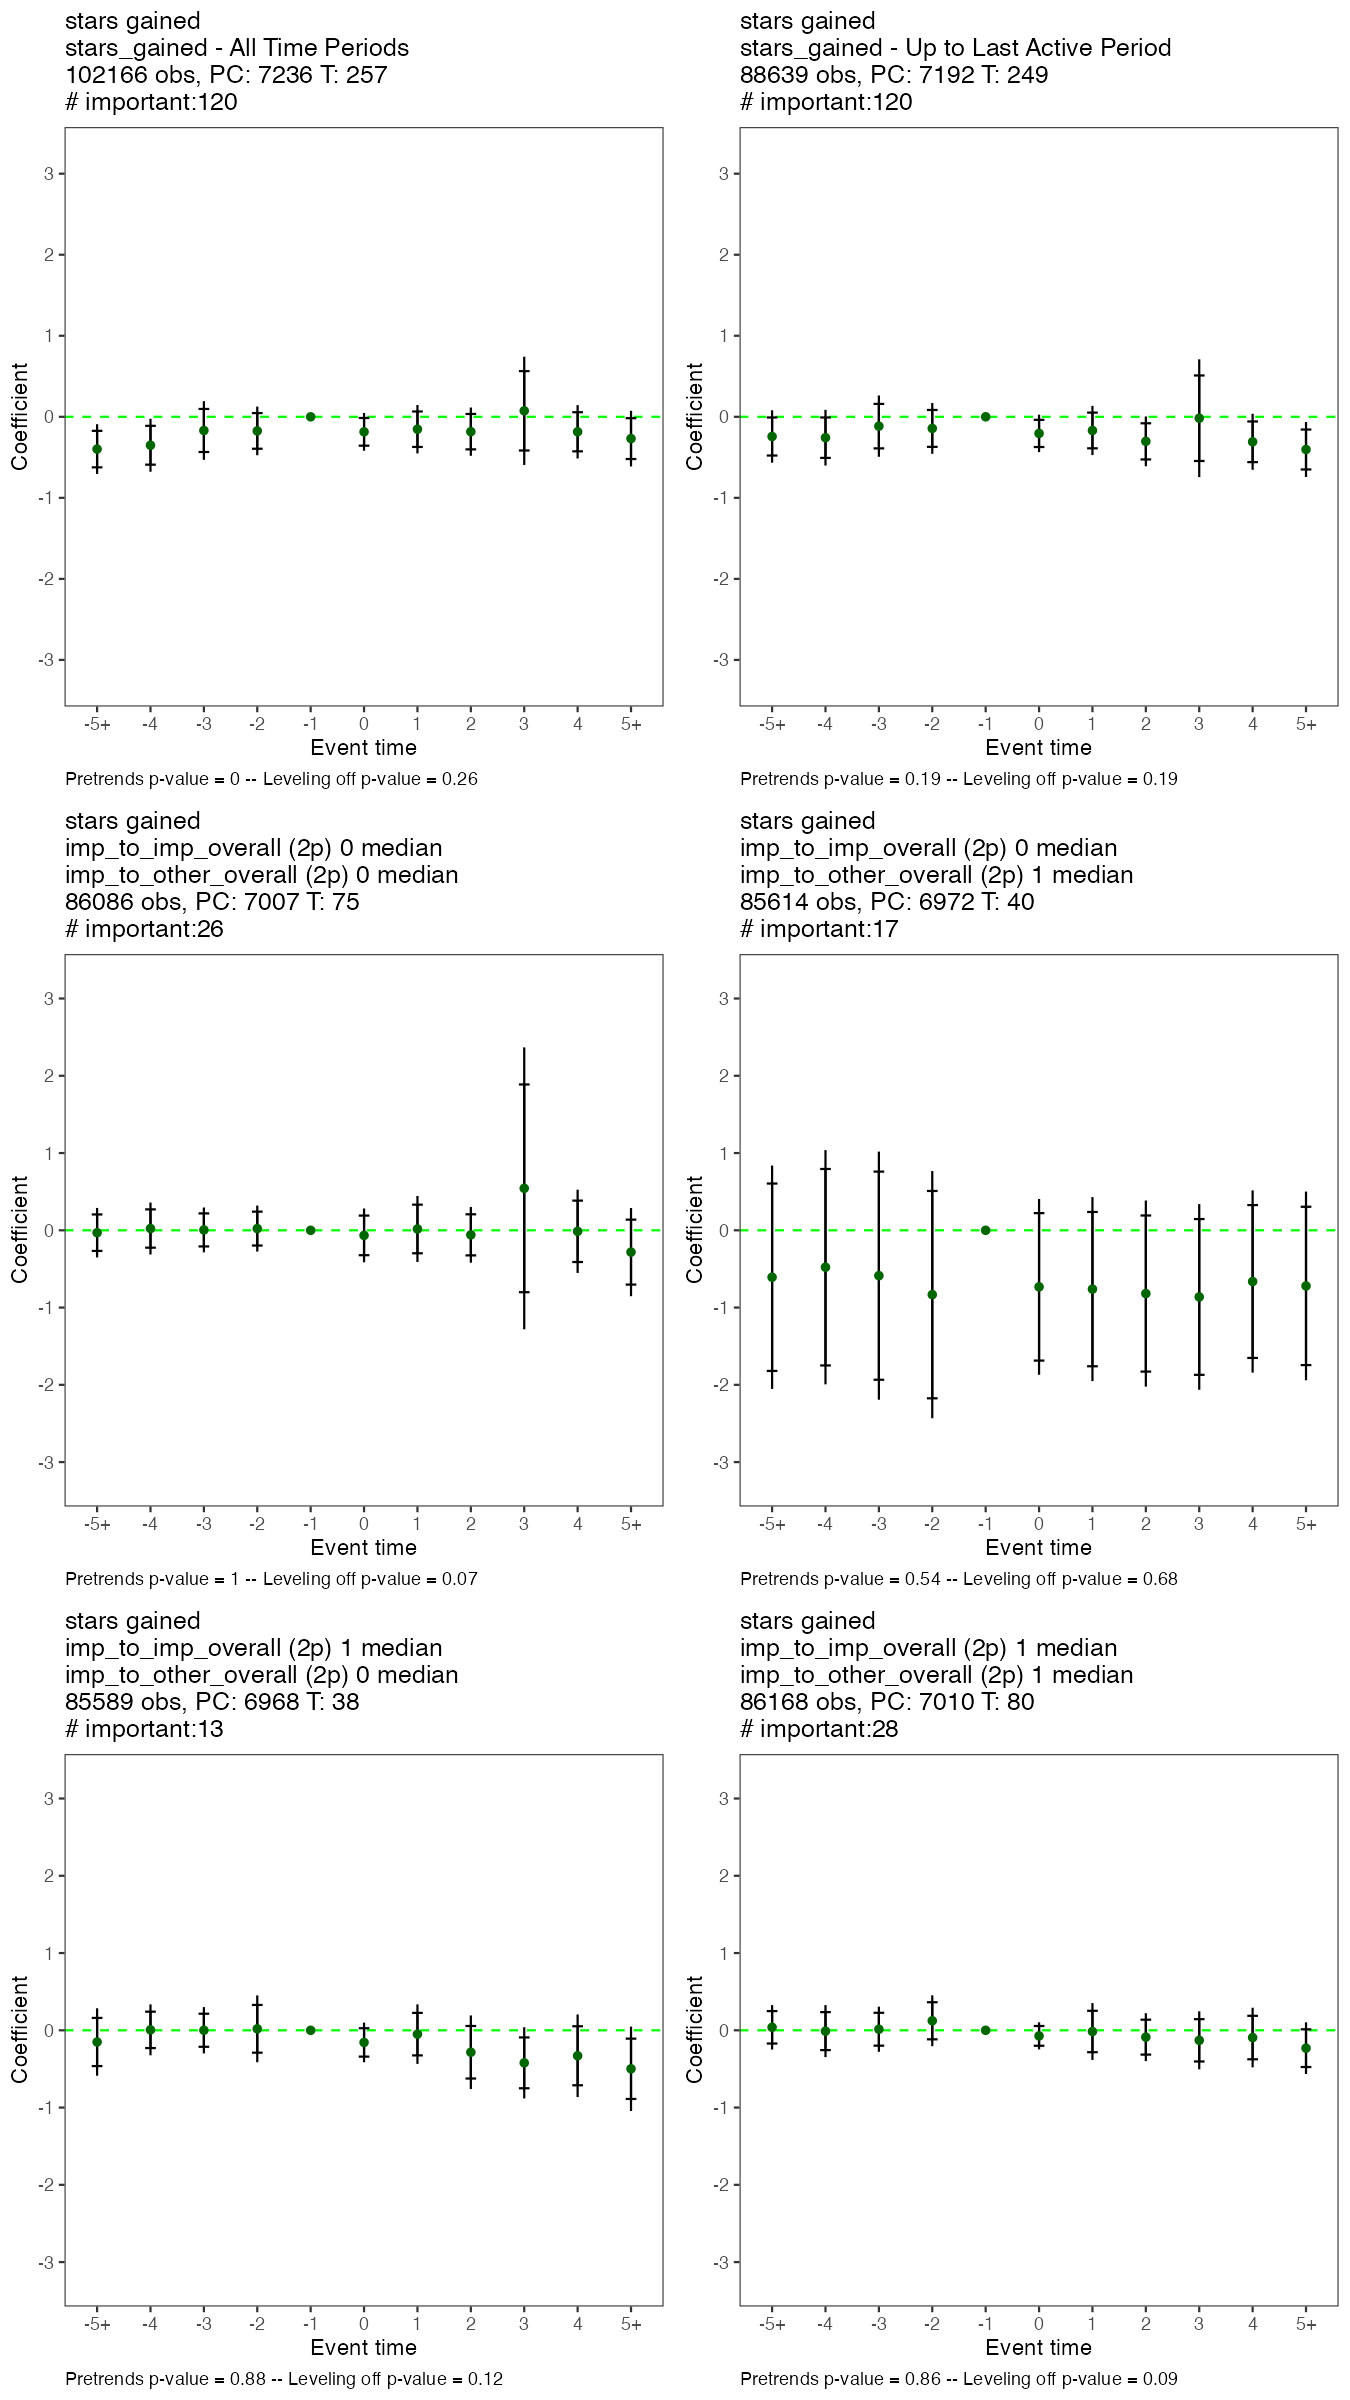 stars gained
stars_gained - All Time Periods
102166 obs, PC: 7236 T: 257
# important:120
3
2
1
0
-1
-2
-3
Coefficient
-5+ -4 -3 -2 -1 0 1 2 3 4 5+
Event time
Pretrends p-value = 0 -- Leveling off p-value = 0.26
stars gained
stars_gained - Up to Last Active Period
88639 obs, PC: 7192 T: 249
# important:120
3
2
1
0
-1
-2
-3
Coefficient
-5+ -4 -3 -2 -1 0 1 2 3 4 5+
Event time
Pretrends p-value = 0.19 -- Leveling off p-value = 0.19
stars gained
imp_to_imp_overall (2p) 0 median
imp_to_other_overall (2p) 0 median
86086 obs, PC: 7007 T: 75
# important:26
3
2
1
0
-1
-2
-3
Coefficient
-5+ -4 -3 -2 -1 0 1 2 3 4 5+
Event time
Pretrends p-value = 1 -- Leveling off p-value = 0.07
stars gained
imp_to_imp_overall (2p) 0 median
imp_to_other_overall (2p) 1 median
85614 obs, PC: 6972 T: 40
# important:17
3
2
1
0
-1
-2
-3
Coefficient
-5+ -4 -3 -2 -1 0 1 2 3 4 5+
Event time
Pretrends p-value = 0.54 -- Leveling off p-value = 0.68
stars gained
imp_to_imp_overall (2p) 1 median
imp_to_other_overall (2p) 0 median
85589 obs, PC: 6968 T: 38
# important:13
3
2
1
0
-1
-2
-3
Coefficient
-5+ -4 -3 -2 -1 0 1 2 3 4 5+
Event time
Pretrends p-value = 0.88 -- Leveling off p-value = 0.12
stars gained
imp_to_imp_overall (2p) 1 median
imp_to_other_overall (2p) 1 median
86168 obs, PC: 7010 T: 80
# important:28
3
2
1
0
-1
-2
-3
Coefficient
-5+ -4 -3 -2 -1 0 1 2 3 4 5+
Event time
Pretrends p-value = 0.86 -- Leveling off p-value = 0.09